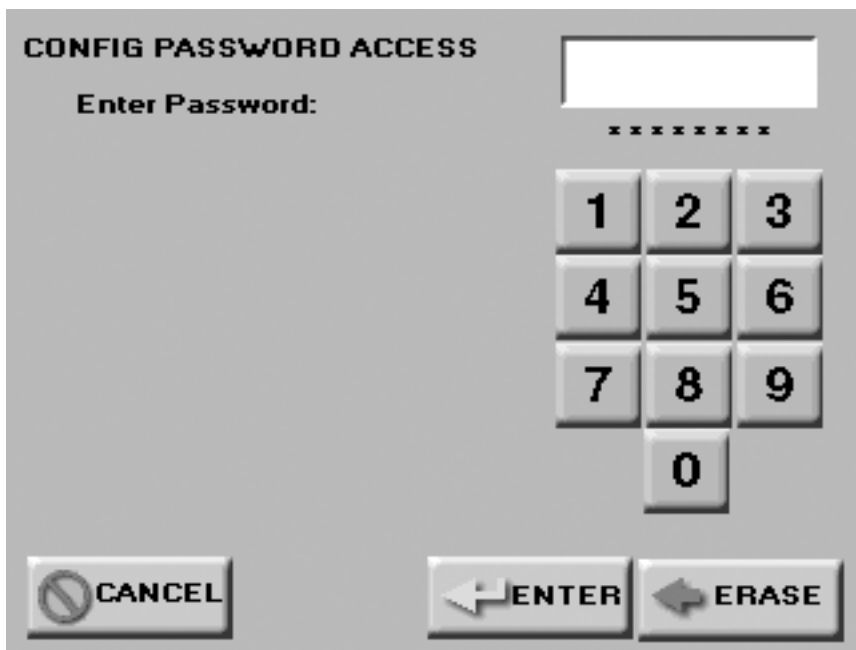 CONFIG PASSWORD ACCESS
Enter Password:
********
1 2 3
4 5 6
7 8 9
0
CANCEL ENTER ERASE